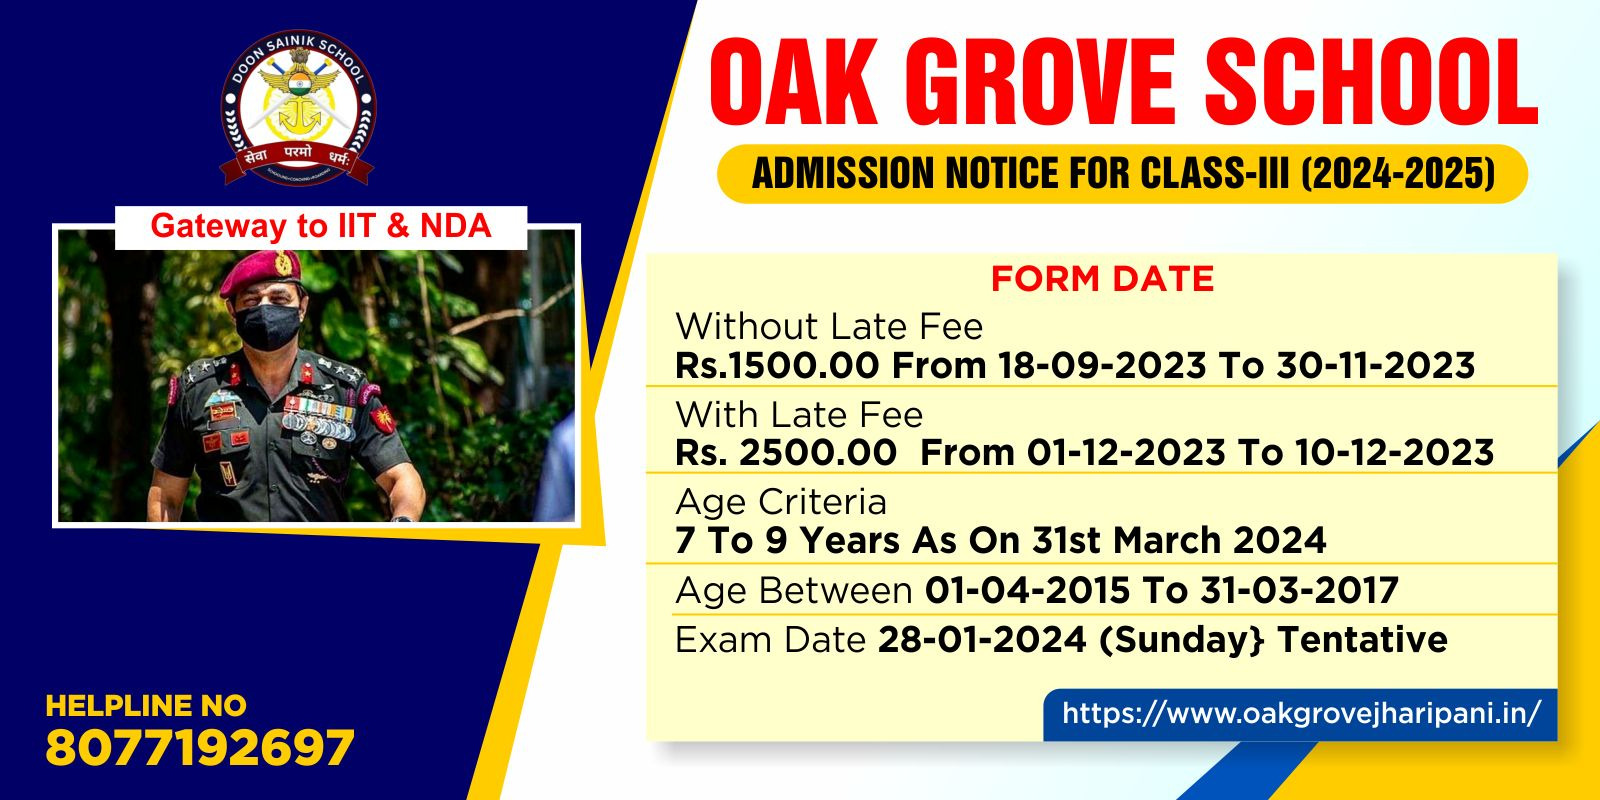 DOON SAINIK SCHOOL
सेवा परमो धर्मः
Gateway to IIT & NDA
HELPLINE NO
8077192697
OAK GROVE SCHOOL
ADMISSION NOTICE FOR CLASS-III (2024-2025)
FORM DATE
Without Late Fee
Rs.1500.00 From 18-09-2023 To 30-11-2023
With Late Fee
Rs. 2500.00 From 01-12-2023 To 10-12-2023
Age Criteria
7 To 9 Years As On 31st March 2024
Age Between 01-04-2015 To 31-03-2017
Exam Date 28-01-2024 (Sunday} Tentative
https://www.oakgrovejharipani.in/